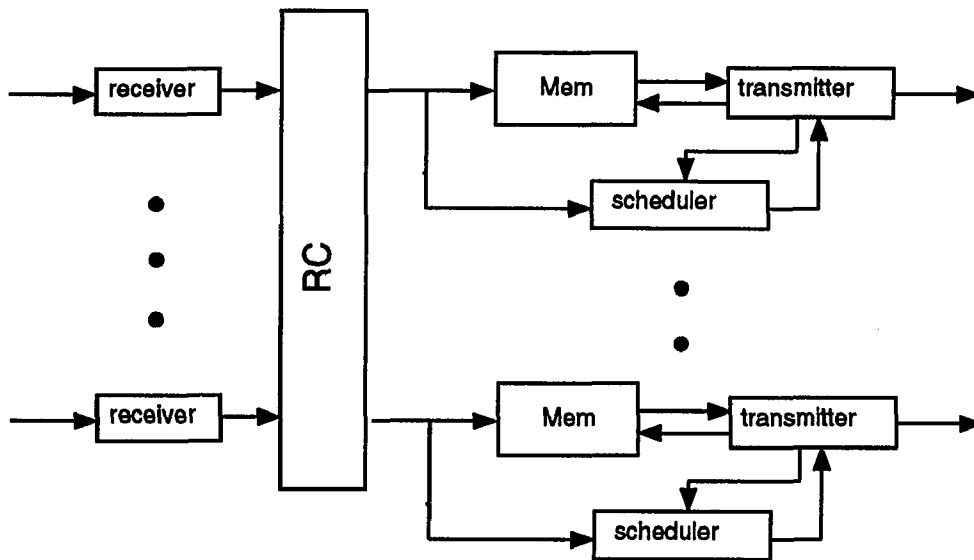 receiver
RC
Mem
transmitter
scheduler
receiver
Mem
transmitter
scheduler